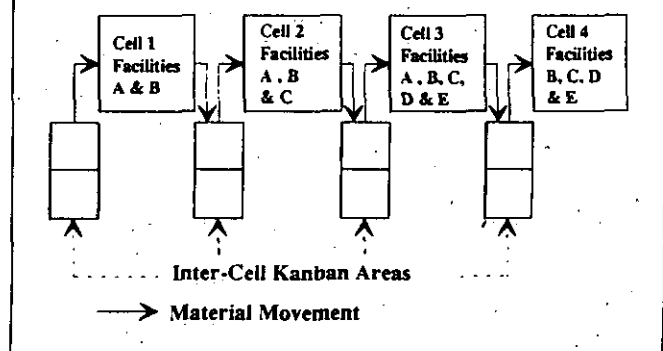 Cell 1
Facilities
A & B
Cell 2
Facilities
A , B
& C
Cell 3
Facilities
A , B, C,
D & E
Cell 4
Facilities
B, C, D
& E
Inter-Cell Kanban Areas
Material Movement